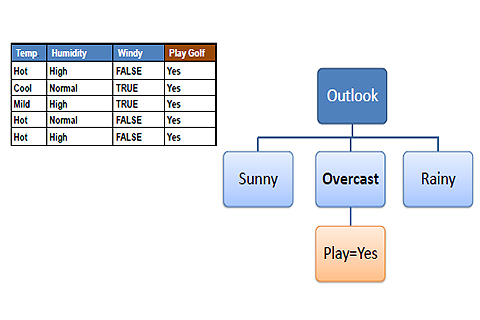 Temp Humidity Windy Play Golf
Hot High FALSE Yes
Cool Normal TRUE Yes
Mild High TRUE Yes
Hot Normal FALSE Yes
Hot High FALSE Yes
Outlook
Sunny Overcast Rainy
Play=Yes